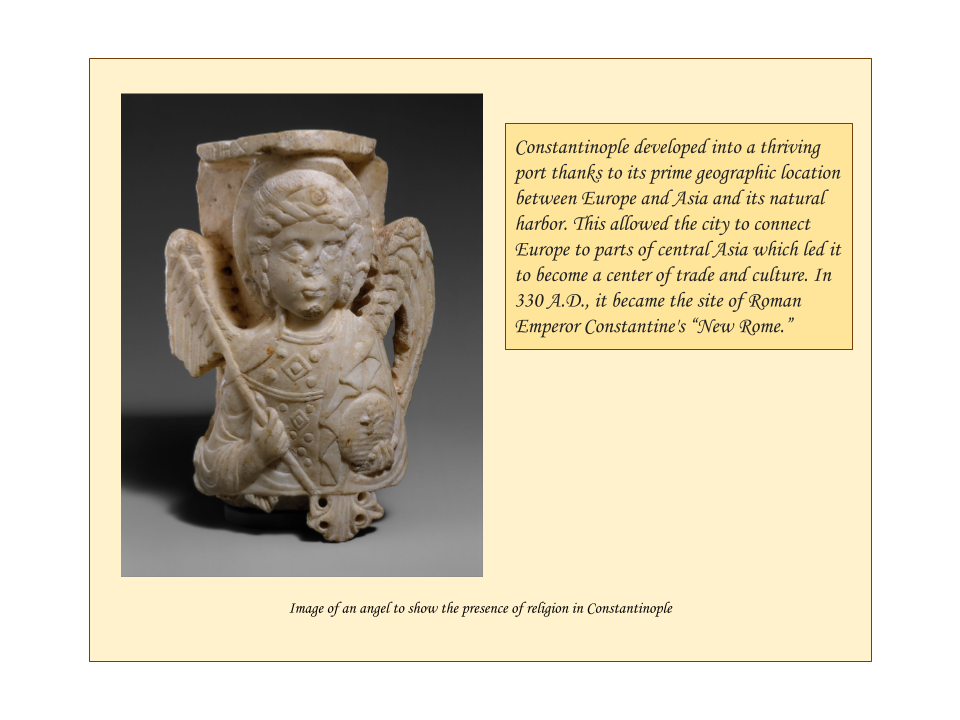 Constantinople developed into a thriving
port thanks to its prime geographic location
between Europe and Asia and its natural
harbor. This allowed the city to connect
Europe to parts of central Asia which led it
to become a center of trade and culture. In
330 A.D., it became the site of Roman
Emperor Constantine's “New Rome.”
Image of an angel to show the presence of religion in Constantinople